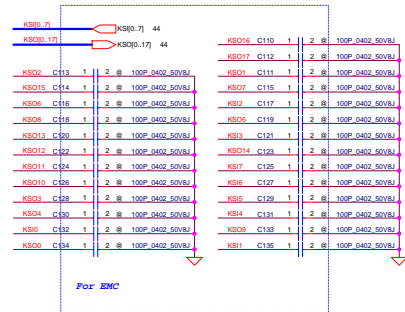 KSI[0..7] KSI[0..7] 44
KSO[0..17] KSO[0..17] 44
KSO16 C110 1 2 @ 100P_0402_50V8J
KSO17 C112 1 2 @ 100P_0402_50V8J
KSO2 C113 1 2 @ 100P_0402_50V8J
KSO1 C111 1 2 @ 100P_0402_50V8J
KSO15 C114 1 2 @ 100P_0402_50V8J
KSO7 C115 1 2 @ 100P_0402_50V8J
KSO6 C116 1 2 @ 100P_0402_50V8J
KSI2 C117 1 2 @ 100P_0402_50V8J
KSO8 C118 1 2 @ 100P_0402_50V8J
KSO5 C119 1 2 @ 100P_0402_50V8J
KSO13 C120 1 2 @ 100P_0402_50V8J
KSI3 C121 1 2 @ 100P_0402_50V8J
KSO12 C122 1 2 @ 100P_0402_50V8J
KSO14 C123 1 2 @ 100P_0402_50V8J
KSO11 C124 1 2 @ 100P_0402_50V8J
KSI7 C125 1 2 @ 100P_0402_50V8J
KSO10 C126 1 2 @ 100P_0402_50V8J
KSI6 C127 1 2 @ 100P_0402_50V8J
KSO3 C128 1 2 @ 100P_0402_50V8J
KSI5 C129 1 2 @ 100P_0402_50V8J
KSO4 C130 1 2 @ 100P_0402_50V8J
KSI4 C131 1 2 @ 100P_0402_50V8J
KSI0 C132 1 2 @ 100P_0402_50V8J
KSO9 C133 1 2 @ 100P_0402_50V8J
KSO0 C134 1 2 @ 100P_0402_50V8J
KSI1 C135 1 2 @ 100P_0402_50V8J
For EMC